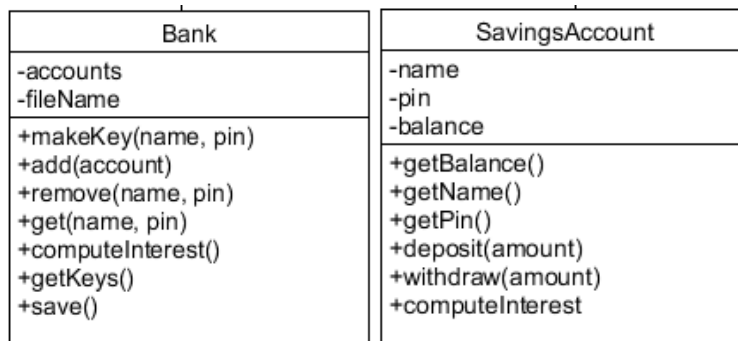 Bank
-accounts
-fileName
+makeKey(name, pin)
+add(account)
+remove(name, pin)
+get(name, pin)
+computeInterest()
+getKeys()
+save()
SavingsAccount
-name
-pin
-balance
+getBalance()
+getName()
+getPin()
+deposit(amount)
+withdraw(amount)
+computeInterest